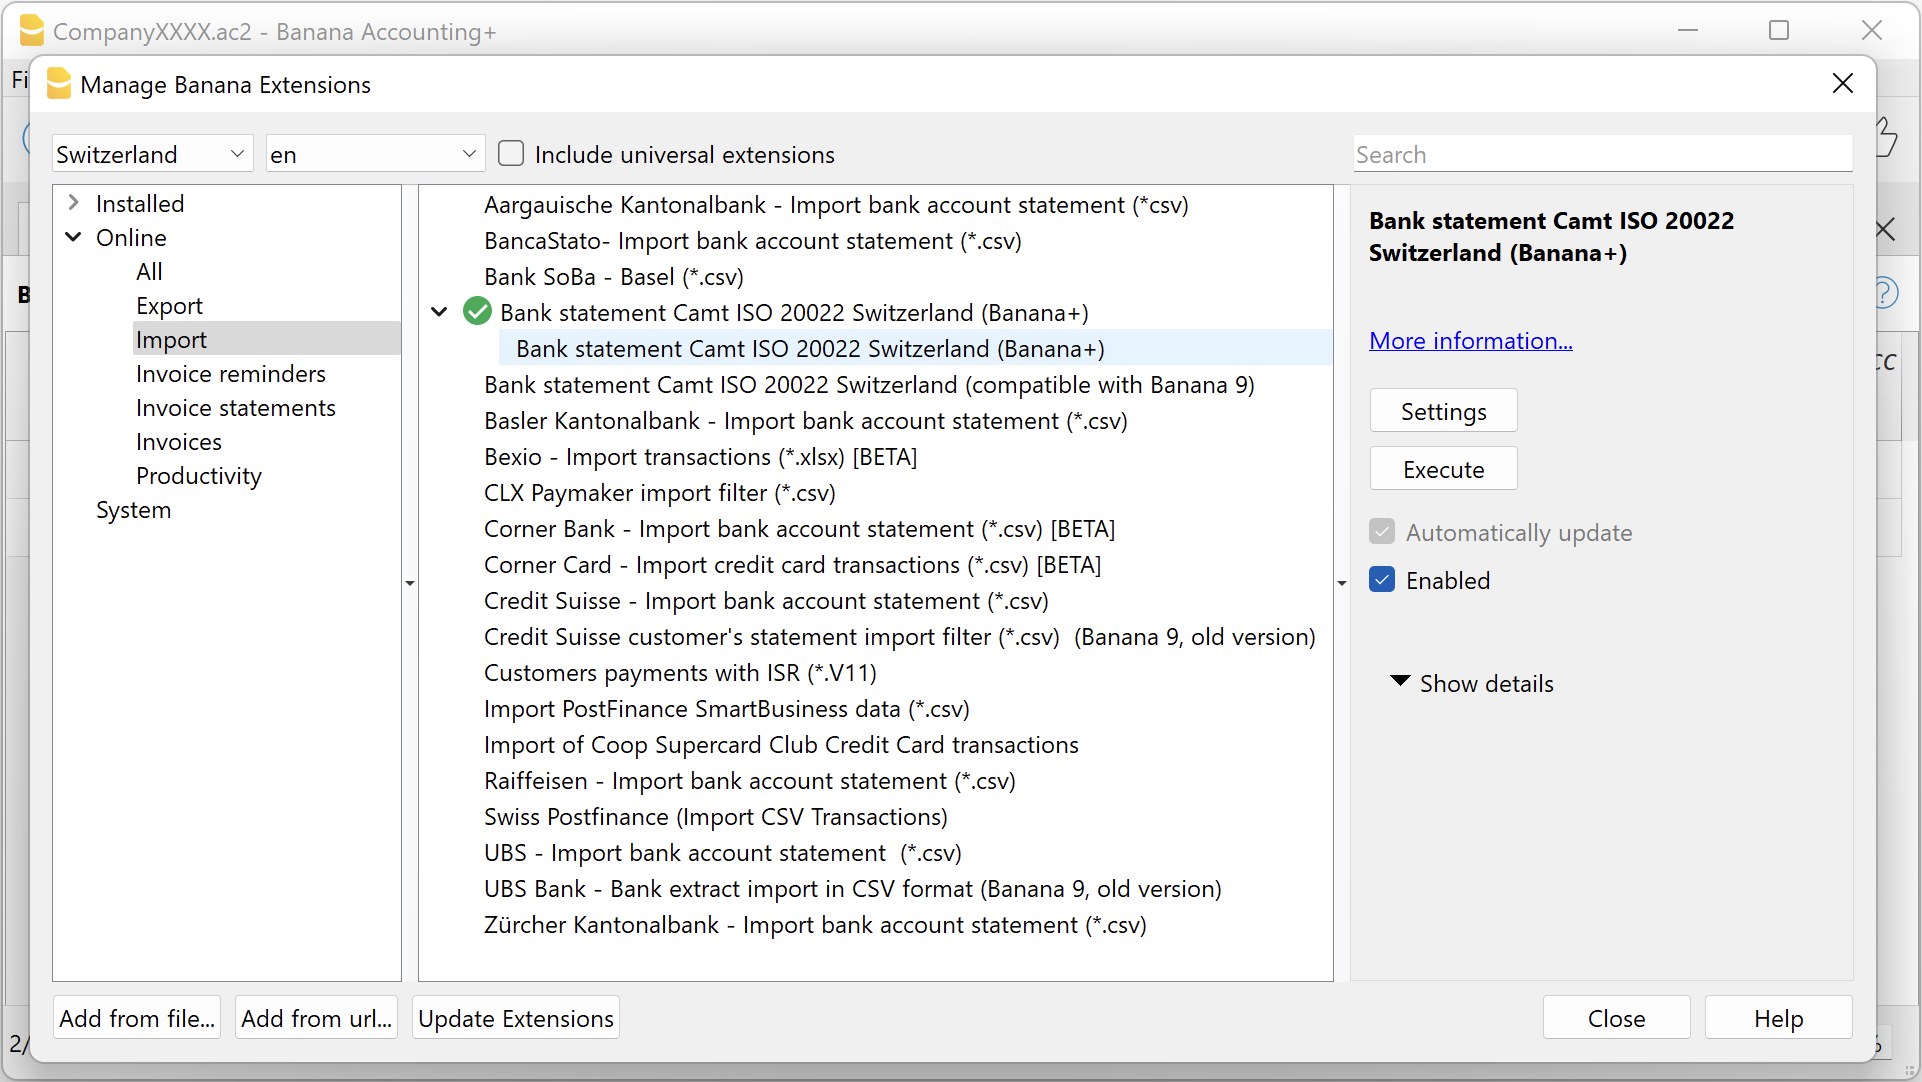 CompanyXXXX.ac2 - Banana Accounting+
Fi
Manage Banana Extensions
Switzerland
en
Include universal extensions
Search
Installed
Online
All
Export
Import
Invoice reminders
Invoice statements
Invoices
Productivity
System
Aargauische Kantonalbank - Import bank account statement (*csv)
BancaStato- Import bank account statement (*.csv)
Bank SoBa - Basel (*.csv)
Bank statement Camt ISO 20022 Switzerland (Banana+)
Bank statement Camt ISO 20022 Switzerland (Banana+)
Bank statement Camt ISO 20022 Switzerland (compatible with Banana 9)
Basler Kantonalbank - Import bank account statement (*.csv)
Bexio - Import transactions (*.xlsx) [BETA]
CLX Paymaker import filter (*.csv)
Corner Bank - Import bank account statement (*.csv) [BETA]
Corner Card - Import credit card transactions (*.csv) [BETA]
Credit Suisse - Import bank account statement (*.csv)
Credit Suisse customer's statement import filter (*.csv)  (Banana 9, old version)
Customers payments with ISR (*.V11)
Import PostFinance SmartBusiness data (*.csv)
Import of Coop Supercard Club Credit Card transactions
Raiffeisen - Import bank account statement (*.csv)
Swiss Postfinance (Import CSV Transactions)
UBS - Import bank account statement  (*.csv)
UBS Bank - Bank extract import in CSV format (Banana 9, old version)
Zürcher Kantonalbank - Import bank account statement (*.csv)
Bank statement Camt ISO 20022
Switzerland (Banana+)
More information...
Settings
Execute
Automatically update
Enabled
Show details
Add from file...
Add from url...
Update Extensions
Close
Help
B
2/